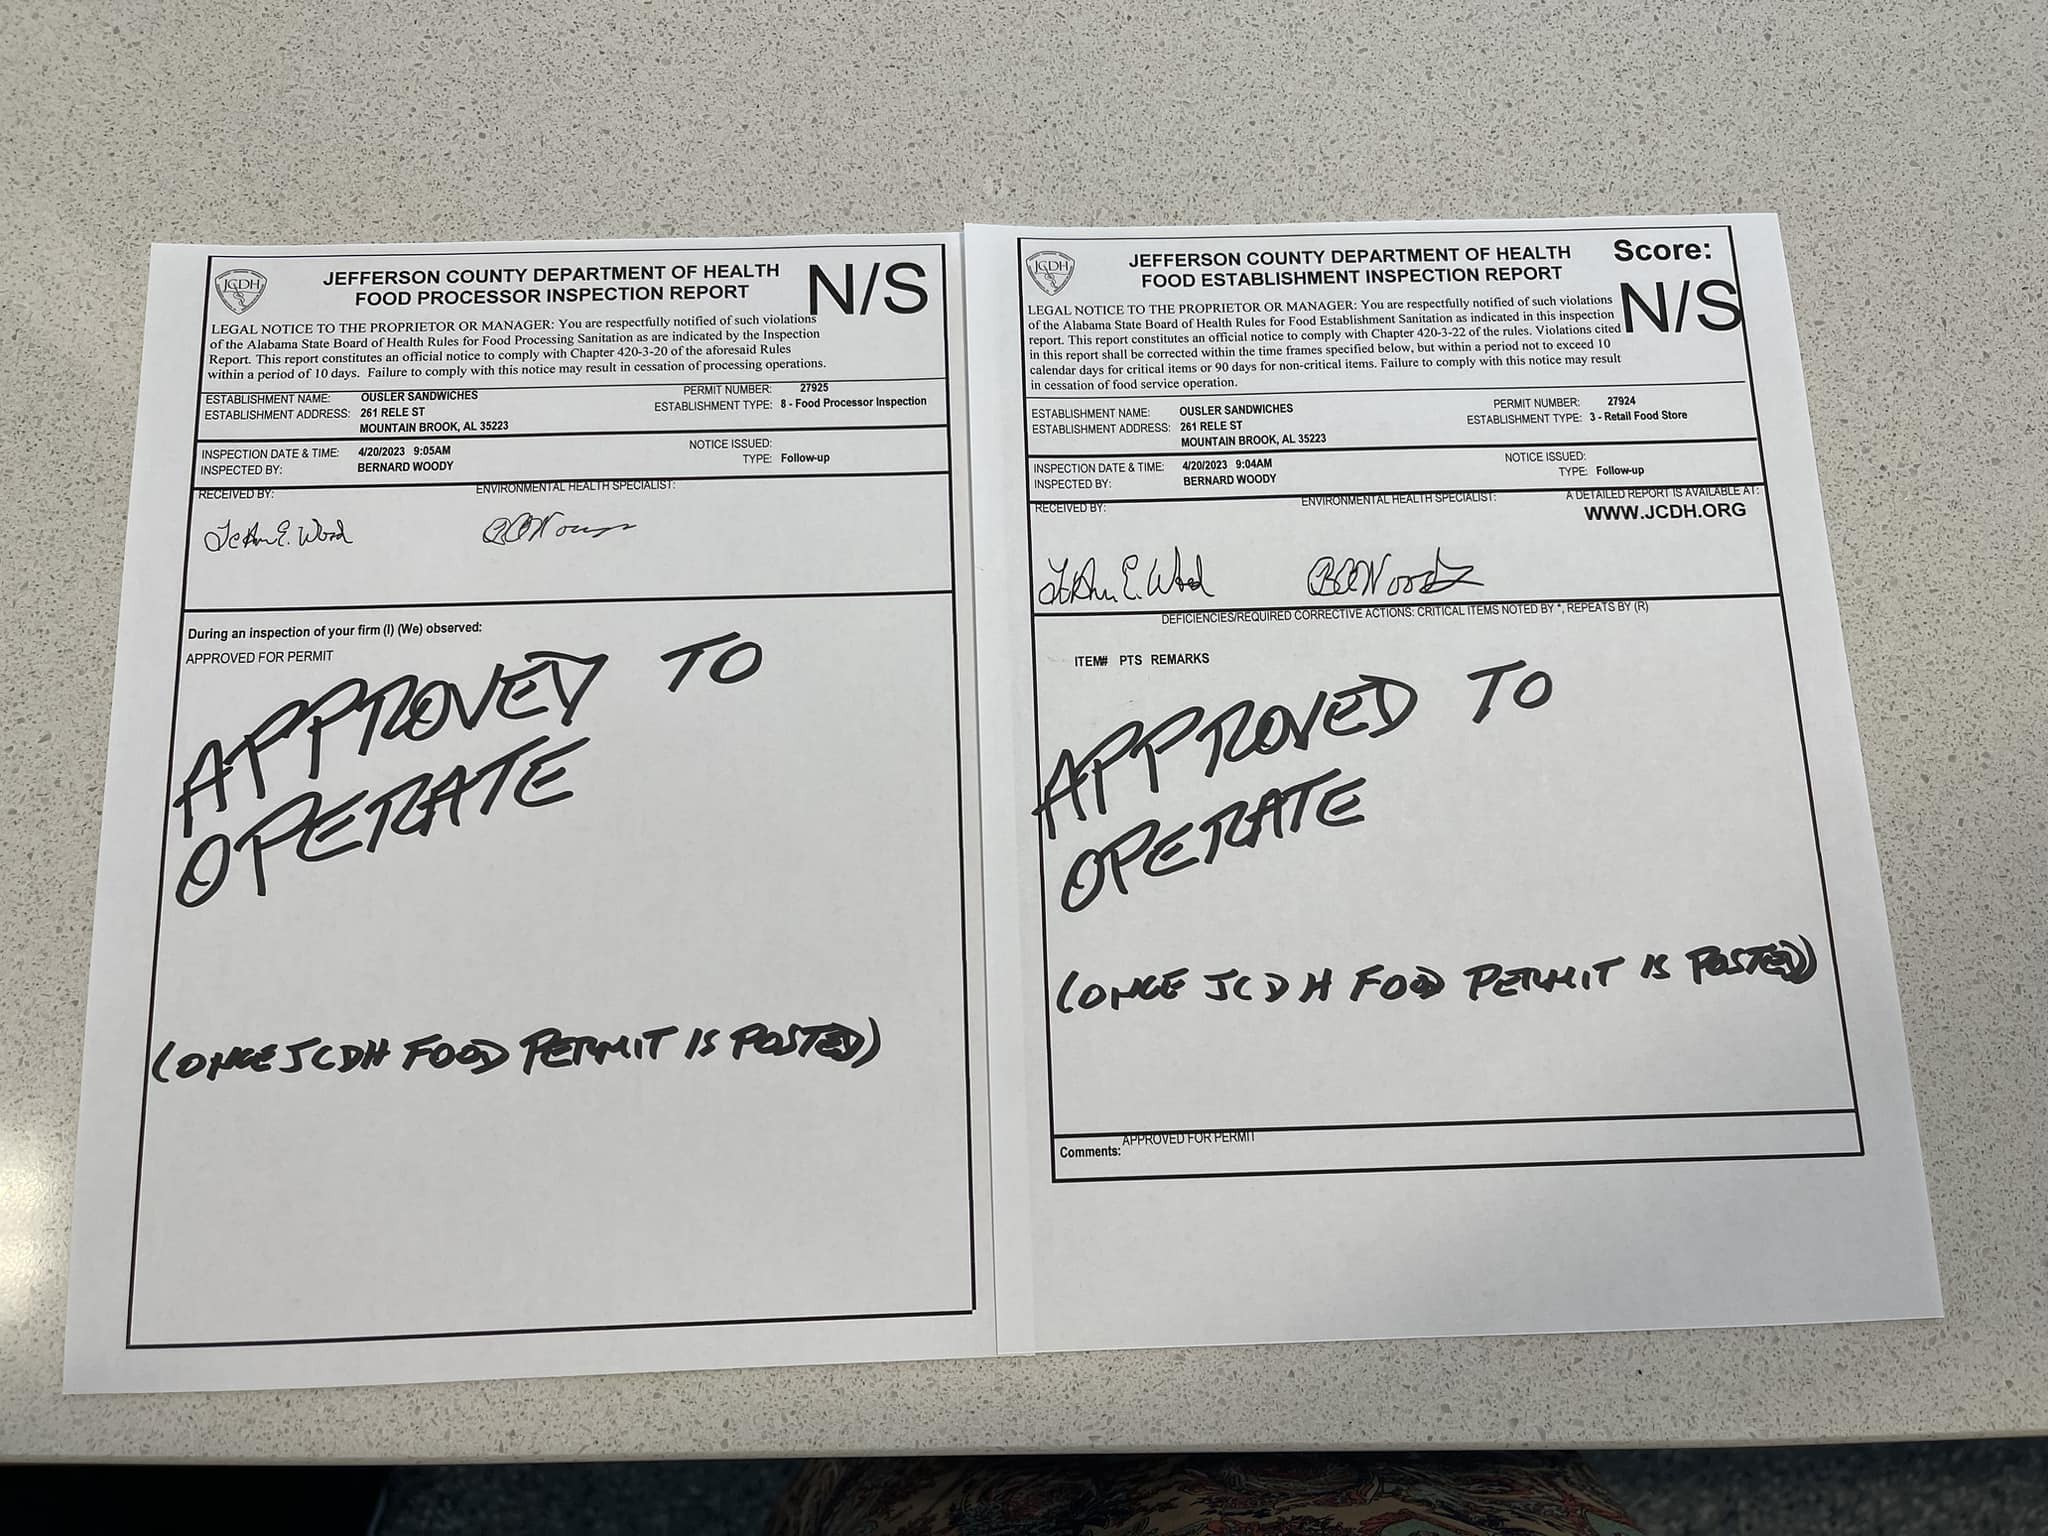 JCDH
JEFFERSON COUNTY DEPARTMENT OF HEALTH
FOOD PROCESSOR INSPECTION REPORT
N/S
LEGAL NOTICE TO THE PROPRIETOR OR MANAGER: You are respectfully notified of such violations
of the Alabama State Board of Health Rules for Food Processing Sanitation as are indicated by the Inspection
Report. This report constitutes an official notice to comply with Chapter 420-3-20 of the aforesaid Rules
within a period of 10 days. Failure to comply with this notice may result in cessation of processing operations.
ESTABLISHMENT NAME: OUSLER SANDWICHES PERMIT NUMBER: 27925
ESTABLISHMENT ADDRESS: 261 RELE ST ESTABLISHMENT TYPE: 8 - Food Processor Inspection
MOUNTAIN BROOK, AL 35223
INSPECTION DATE & TIME: 4/20/2023 9:05AM NOTICE ISSUED:
INSPECTED BY: BERNARD WOODY TYPE: Follow-up
RECEIVED BY: ENVIRONMENTAL HEALTH SPECIALIST:
E. Wood
During an inspection of your firm (I) (We) observed:
APPROVED FOR PERMIT
APPROVED TO
OPERATE
(ONCE JCDH FOOD PERMIT IS POSTED)
JCDH
JEFFERSON COUNTY DEPARTMENT OF HEALTH
FOOD ESTABLISHMENT INSPECTION REPORT
Score:
N/S
LEGAL NOTICE TO THE PROPRIETOR OR MANAGER: You are respectfully notified of such violations
of the Alabama State Board of Health Rules for Food Establishment Sanitation as indicated in this inspection
report. This report constitutes an official notice to comply with Chapter 420-3-22 of the rules. Violations cited
in this report shall be corrected within the time frames specified below, but within a period not to exceed 10
calendar days for critical items or 90 days for non-critical items. Failure to comply with this notice may result
in cessation of food service operation.
ESTABLISHMENT NAME: OUSLER SANDWICHES PERMIT NUMBER: 27924
ESTABLISHMENT ADDRESS: 261 RELE ST ESTABLISHMENT TYPE: 3 - Retail Food Store
MOUNTAIN BROOK, AL 35223
INSPECTION DATE & TIME: 4/20/2023 9:04AM NOTICE ISSUED:
INSPECTED BY: BERNARD WOODY TYPE: Follow-up
RECEIVED BY: ENVIRONMENTAL HEALTH SPECIALIST: A DETAILED REPORT IS AVAILABLE AT:
WWW.JCDH.ORG
E. Wood
DEFICIENCIES/REQUIRED CORRECTIVE ACTIONS: CRITICAL ITEMS NOTED BY *, REPEATS BY (R)
ITEM# PTS REMARKS
APPROVED TO
OPERATE
(ONCE JCDH FOOD PERMIT IS POSTED)
Comments: APPROVED FOR PERMIT